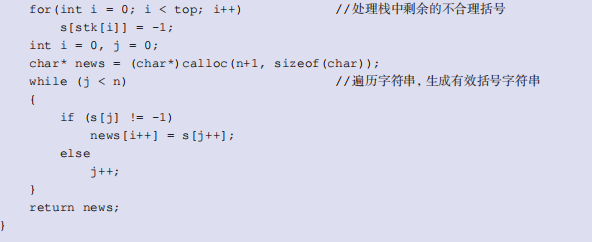 for(int i = 0; i < top; i++)          //处理栈中剩余的不合理括号
    s[stk[i]] = -1;
int i = 0, j = 0;
char* news = (char*)calloc(n+1, sizeof(char));
while (j < n)                         //遍历字符串,生成有效括号字符串
{
    if (s[j] != -1)
        news[i++] = s[j++];
    else
        j++;
}
return news;
}